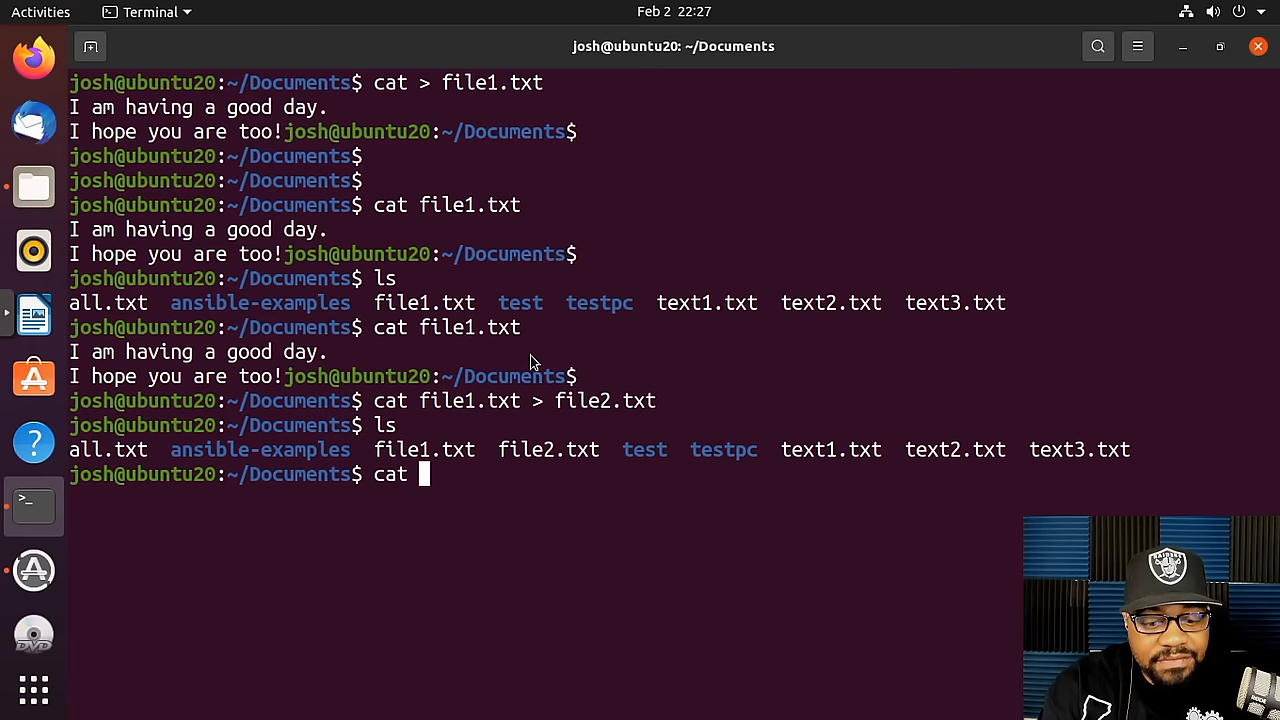 Activities
Terminal
Feb 2 22:27
josh@ubuntu20: ~/Documents
josh@ubuntu20:~/Documents$ cat > file1.txt
I am having a good day.
I hope you are too!josh@ubuntu20:~/Documents$
josh@ubuntu20:~/Documents$
josh@ubuntu20:~/Documents$
josh@ubuntu20:~/Documents$ cat file1.txt
I am having a good day.
I hope you are too!josh@ubuntu20:~/Documents$
josh@ubuntu20:~/Documents$ ls
all.txt ansible-examples file1.txt test testpc text1.txt text2.txt text3.txt
josh@ubuntu20:~/Documents$ cat file1.txt
I am having a good day.
I hope you are too!josh@ubuntu20:~/Documents$
josh@ubuntu20:~/Documents$ cat file1.txt > file2.txt
josh@ubuntu20:~/Documents$ ls
all.txt ansible-examples file1.txt file2.txt test testpc text1.txt text2.txt text3.txt
josh@ubuntu20:~/Documents$ cat
>_
DVD
RAIDERS
RODE